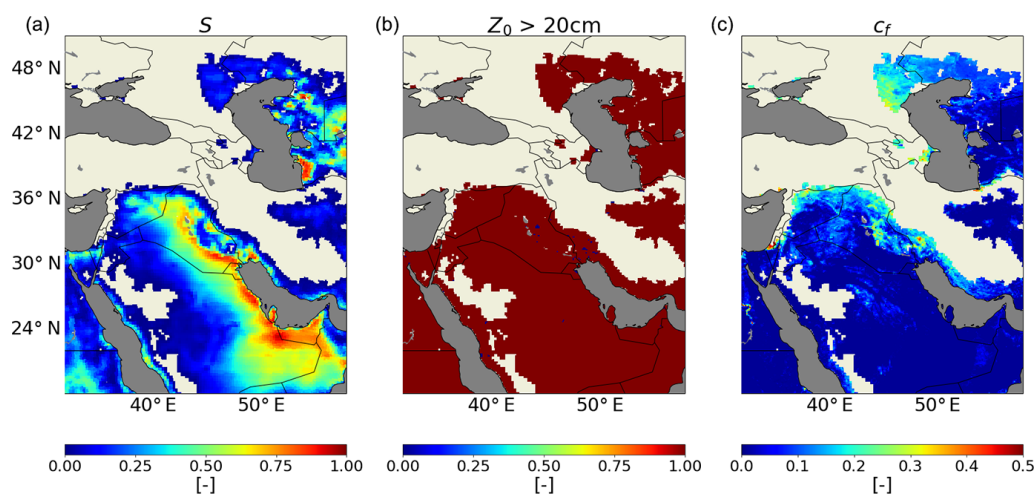 (a) S
(b) Z₀ > 20cm
(c) c_f
48° N
42° N
36° N
30° N
24° N
40° E 50° E
40° E 50° E
40° E 50° E
0.00 0.25 0.50 0.75 1.00
[-]
0.00 0.25 0.50 0.75 1.00
[-]
0.0 0.1 0.2 0.3 0.4 0.5
[-]